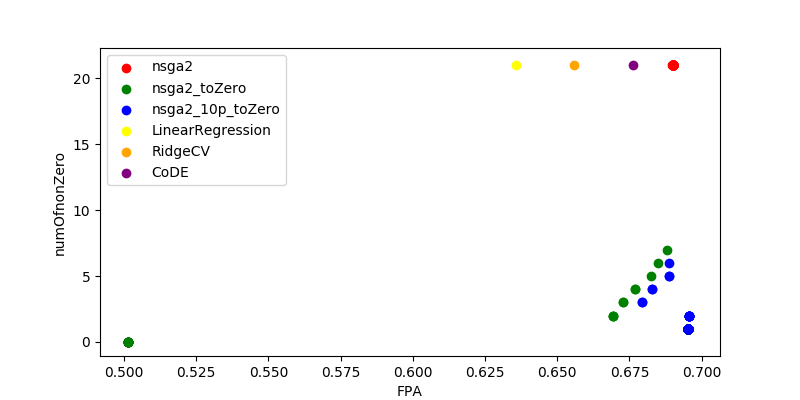 nsga2
nsga2_toZero
nsga2_10p_toZero
LinearRegression
RidgeCV
CoDE
numOfnonZero
20
15
10
5
0
0.500 0.525 0.550 0.575 0.600 0.625 0.650 0.675 0.700
FPA